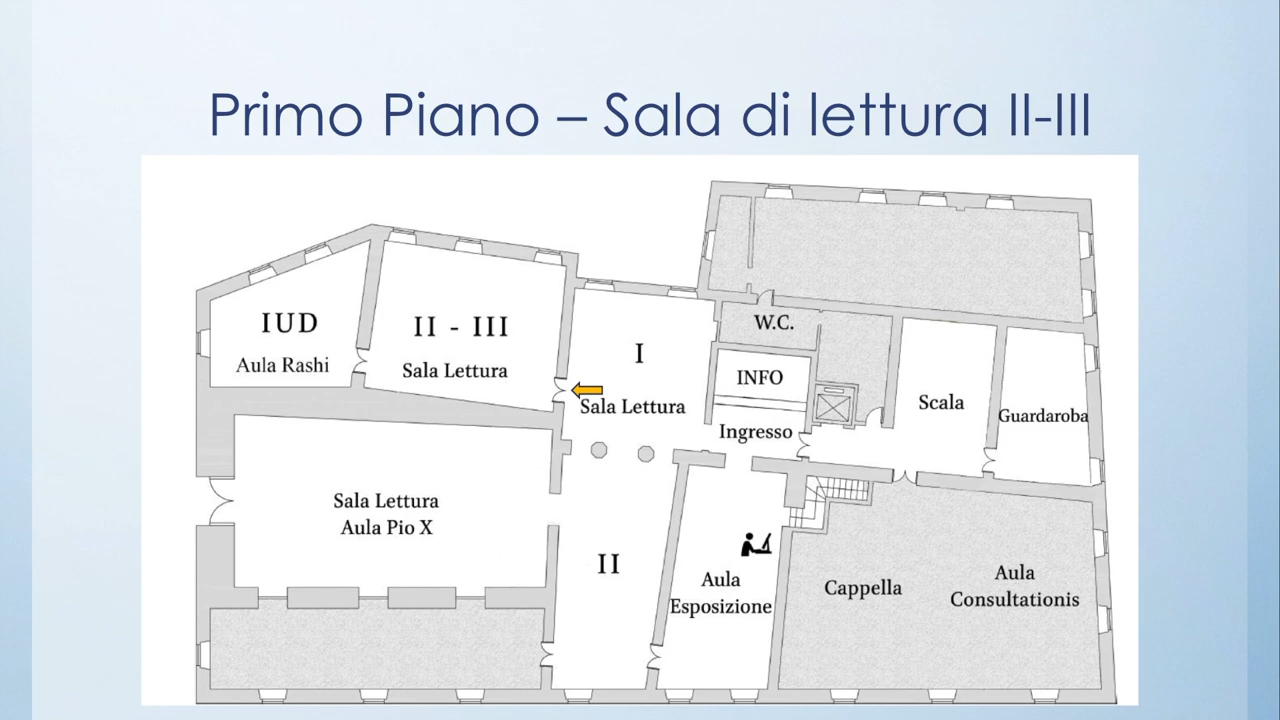 Primo Piano – Sala di lettura II-III
IUD
Aula Rashi
II - III
Sala Lettura
I
Sala Lettura
W.C.
INFO
Ingresso
Scala
Guardaroba
Sala Lettura
Aula Pio X
II
Aula
Esposizione
Cappella
Aula
Consultationis